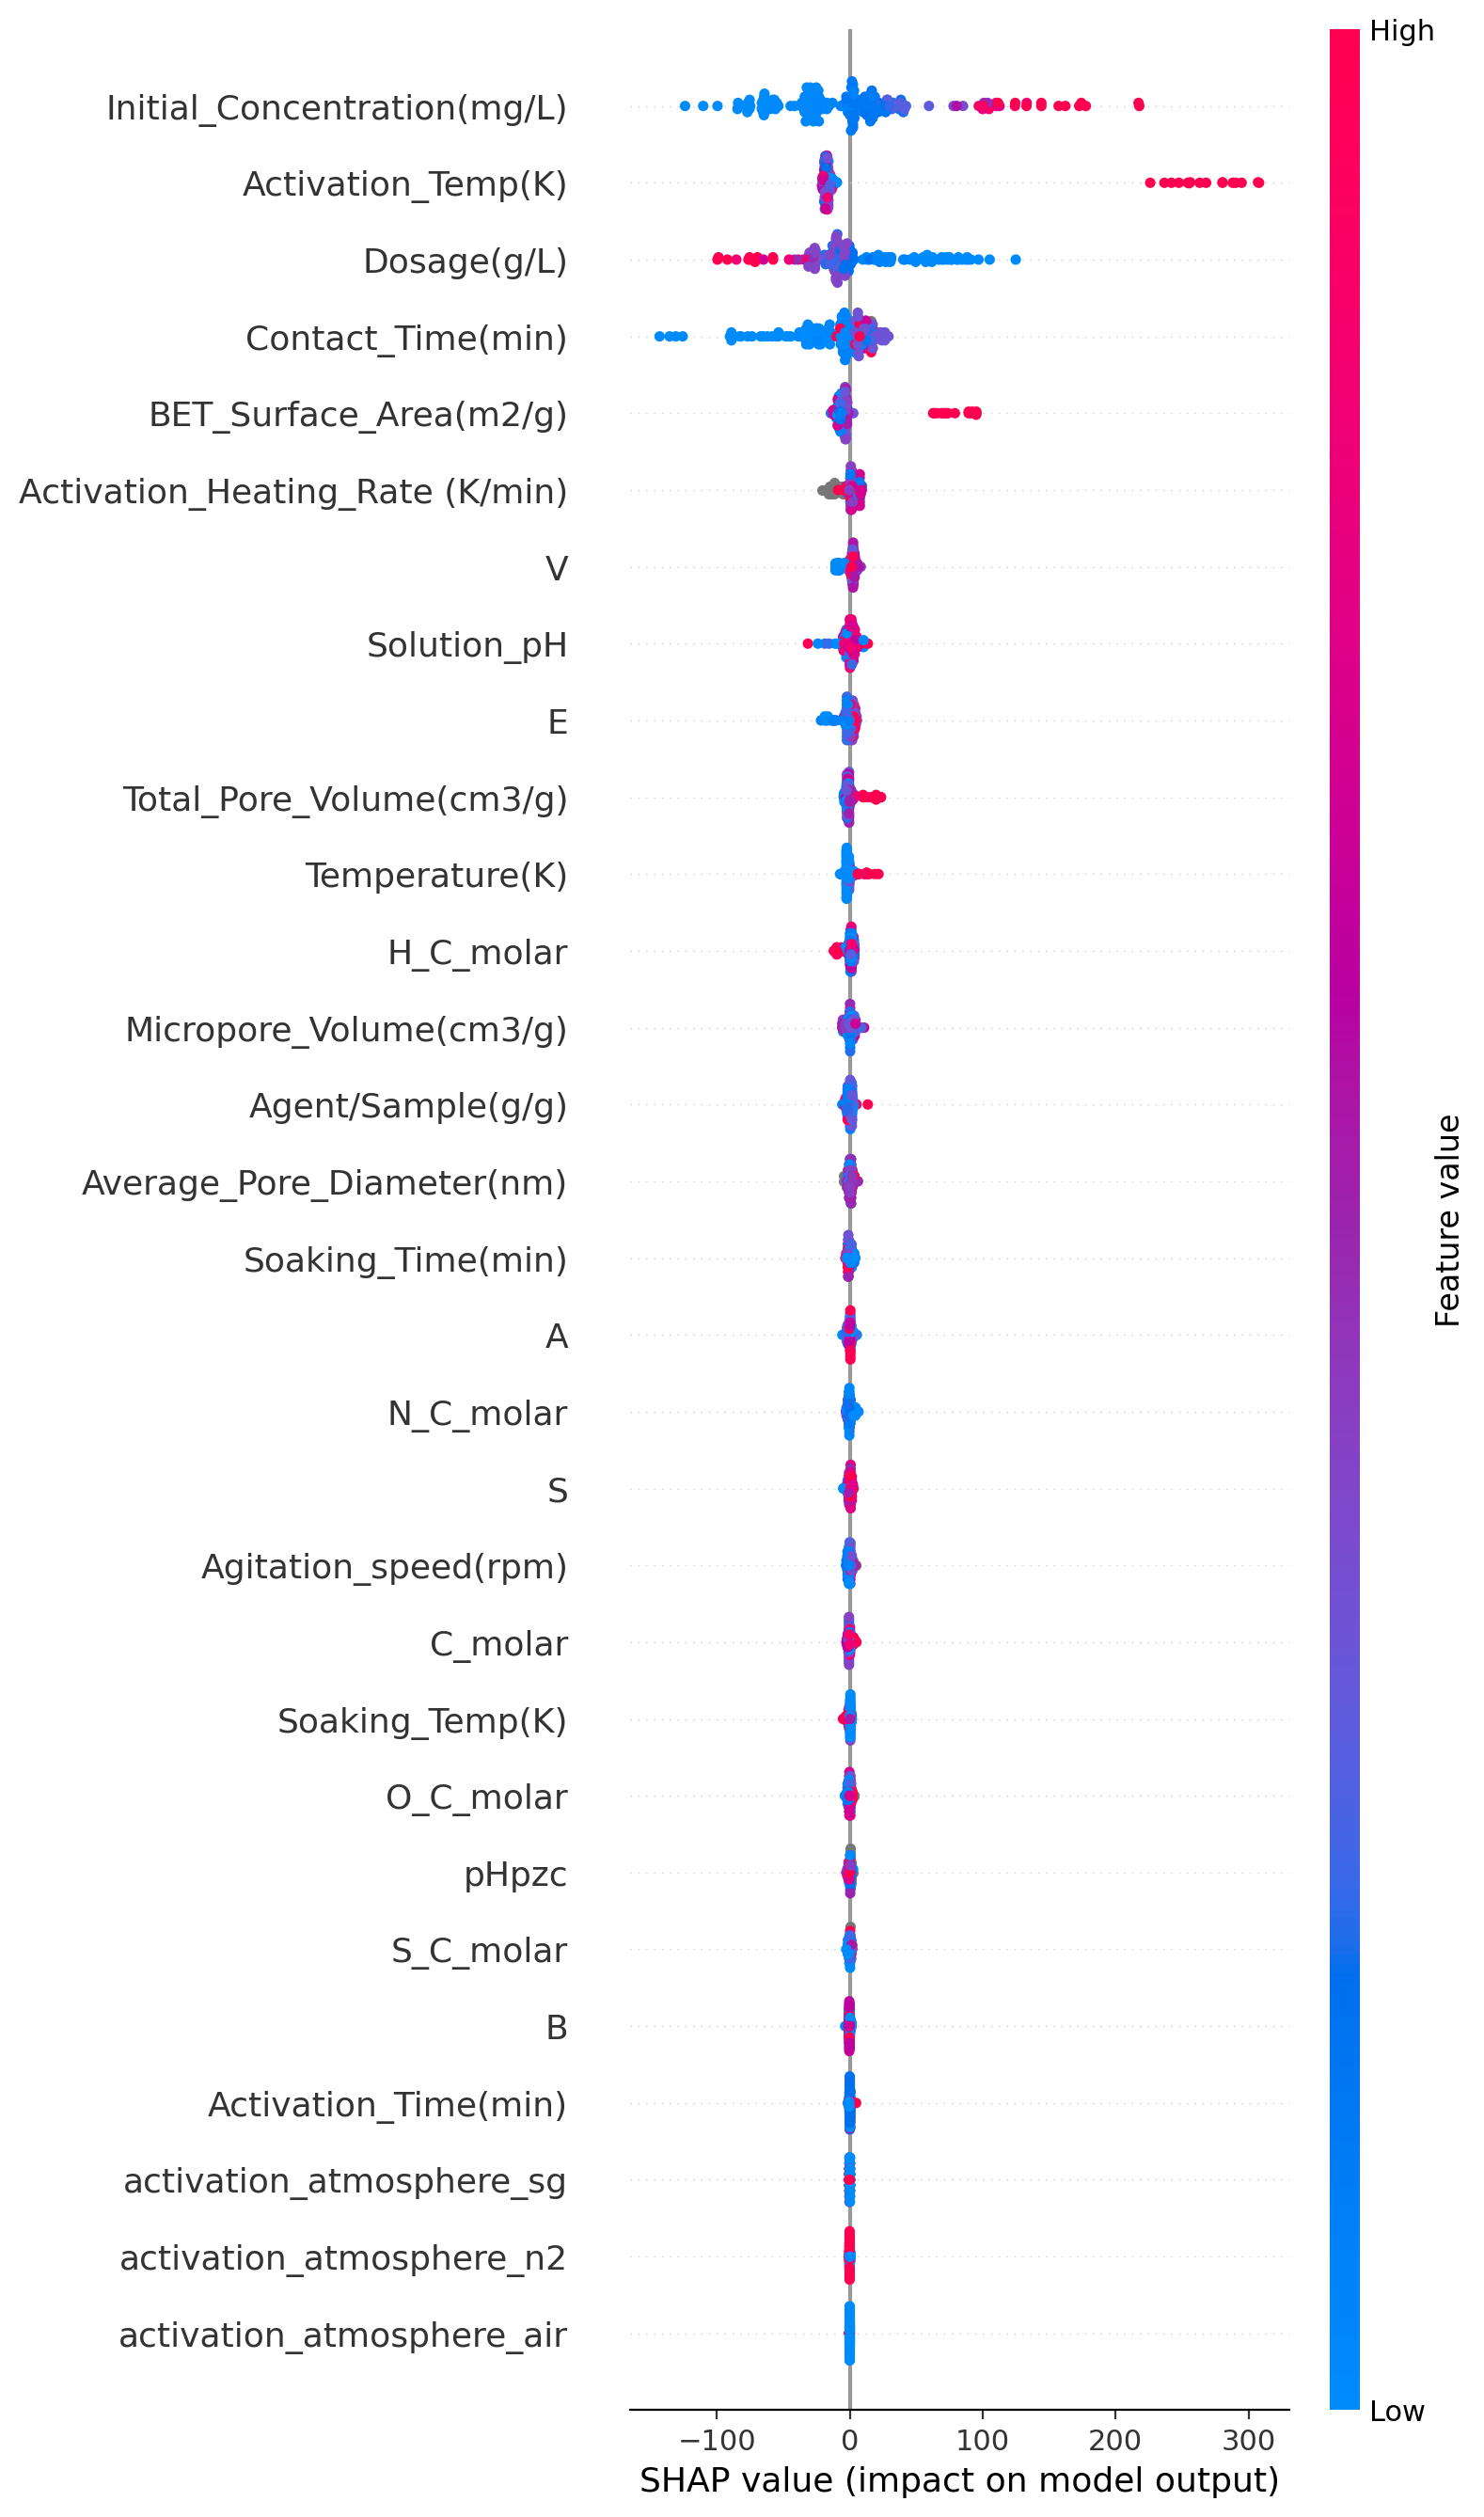 High
Initial_Concentration(mg/L)
Activation_Temp(K)
Dosage(g/L)
Contact_Time(min)
BET_Surface_Area(m2/g)
Activation_Heating_Rate (K/min)
V
Solution_pH
E
Total_Pore_Volume(cm3/g)
Temperature(K)
H_C_molar
Micropore_Volume(cm3/g)
Agent/Sample(g/g)
Average_Pore_Diameter(nm)
Soaking_Time(min)
A
N_C_molar
S
Agitation_speed(rpm)
C_molar
Soaking_Temp(K)
O_C_molar
pHpzc
S_C_molar
B
Activation_Time(min)
activation_atmosphere_sg
activation_atmosphere_n2
activation_atmosphere_air
Feature value
Low
−100 0 100 200 300
SHAP value (impact on model output)